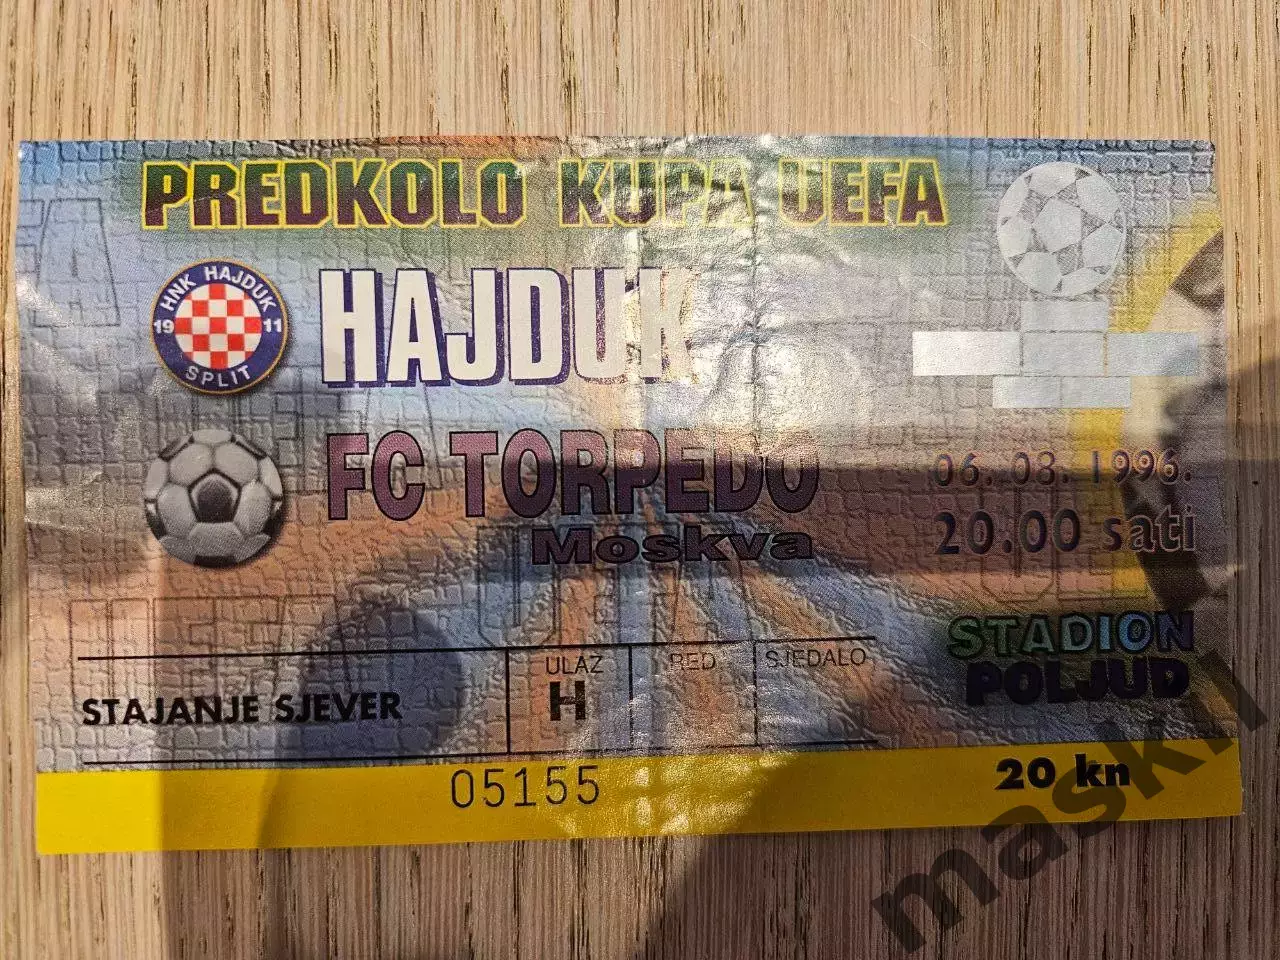 PREDKOLO KUPA UEFA
HNK HAJDUK
1911
SPLIT
HAJDUK
FC TORPEDO
Moskva
06.08.1996.
20.00 sati
STADION
POLJUD
STAJANJE SJEVER
ULAZ
H
RED
SJEDALO
05155
20 kn
maskl